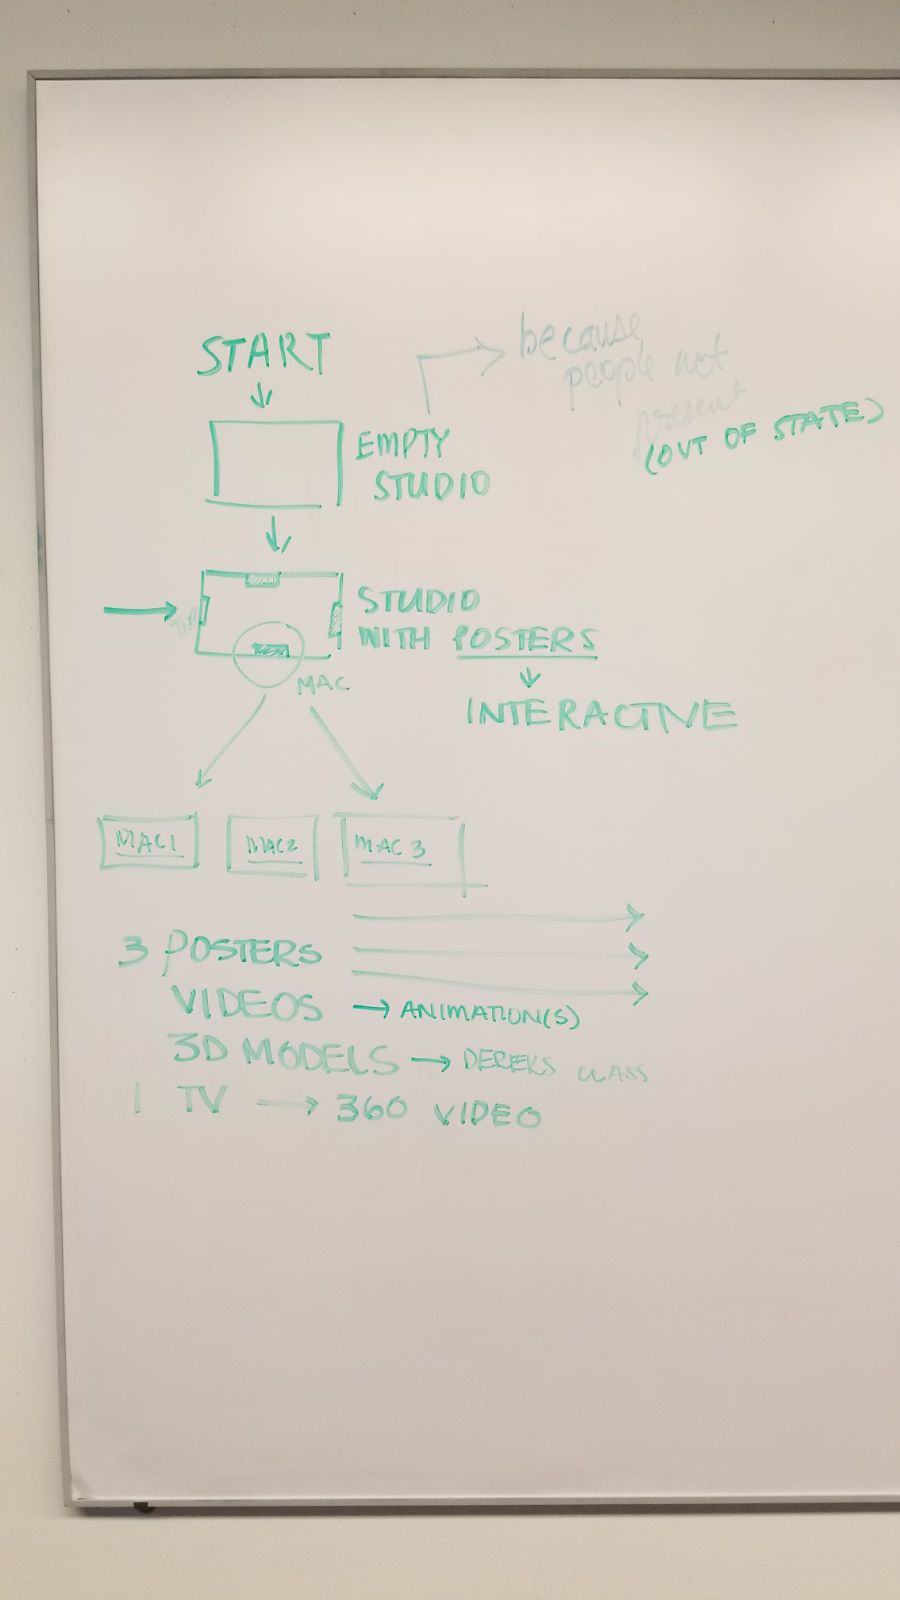 START
because
people not
present
(OUT OF STATE)
EMPTY
STUDIO
STUDIO
WITH POSTERS
MAC
INTERACTIVE
MAC1
MAC2
MAC 3
3 POSTERS
VIDEOS → ANIMATION(S)
3D MODELS → DEREKS CLASS
1 TV → 360 VIDEO